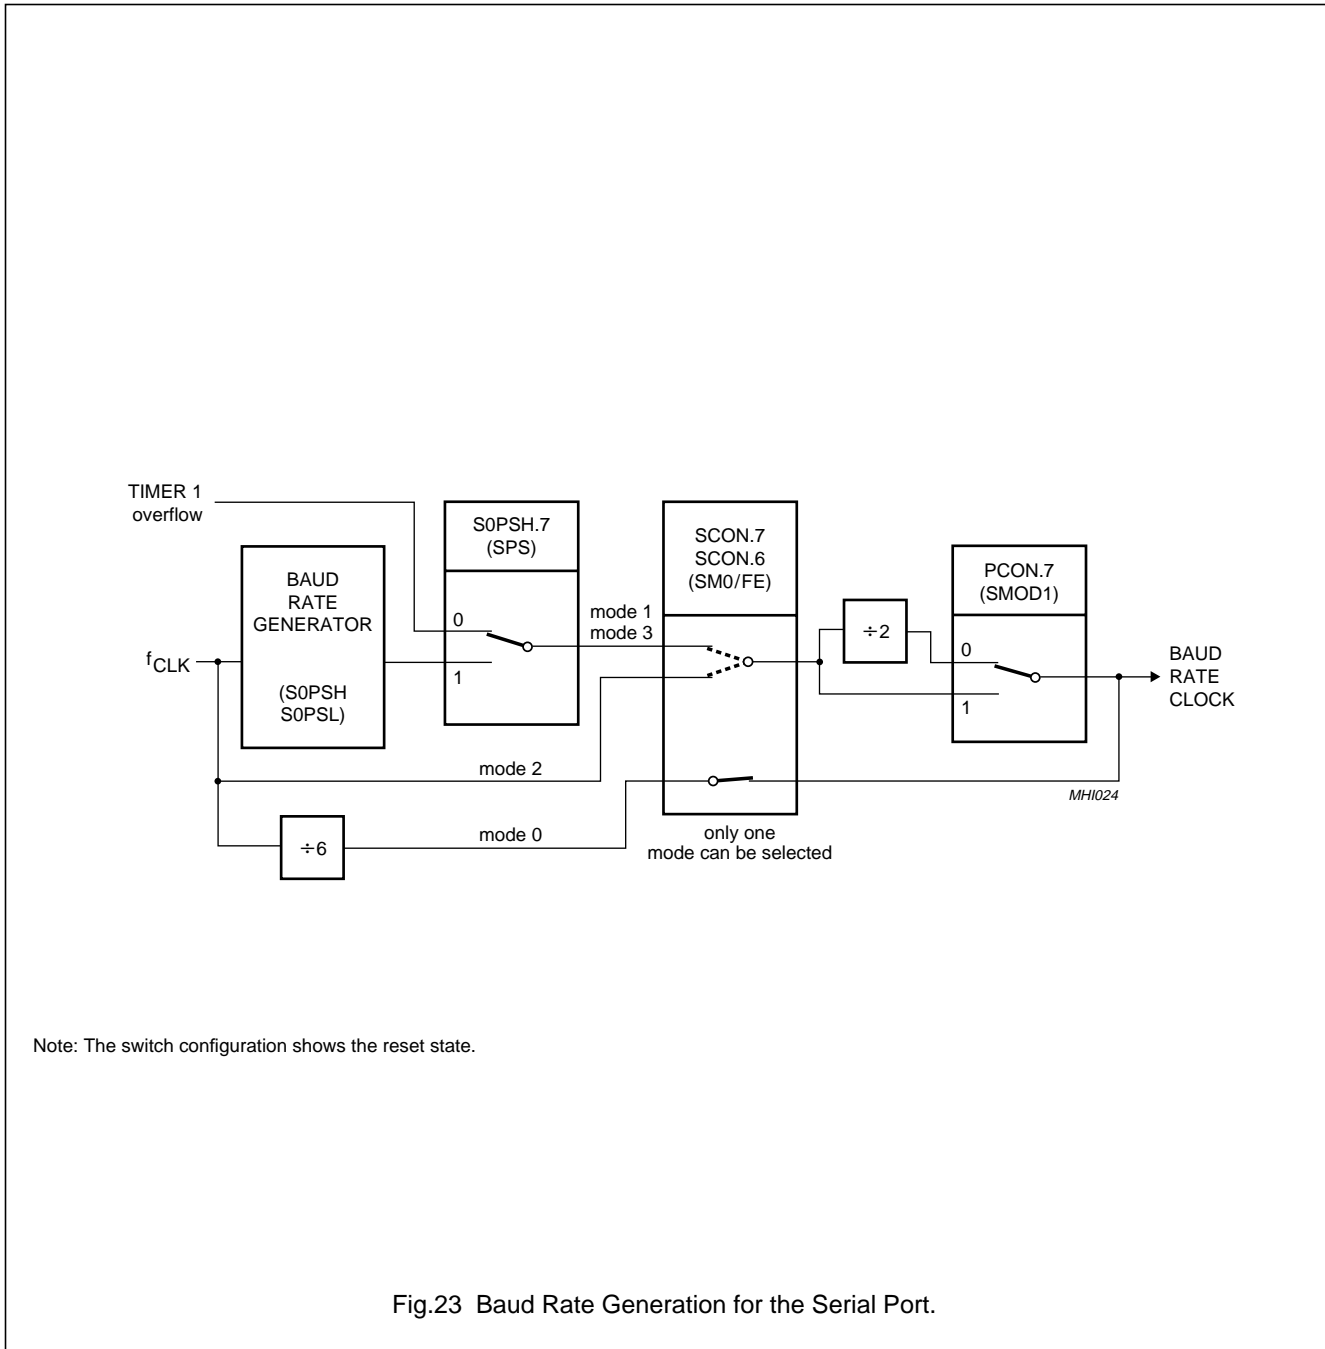 TIMER 1
overflow
BAUD
RATE
GENERATOR
(S0PSH
S0PSL)
fCLK
S0PSH.7
(SPS)
0
1
mode 1
mode 3
mode 2
÷6
mode 0
SCON.7
SCON.6
(SM0/FE)
only one
mode can be selected
÷2
PCON.7
(SMOD1)
0
1
BAUD
RATE
CLOCK
MHI024
Note: The switch configuration shows the reset state.
Fig.23 Baud Rate Generation for the Serial Port.